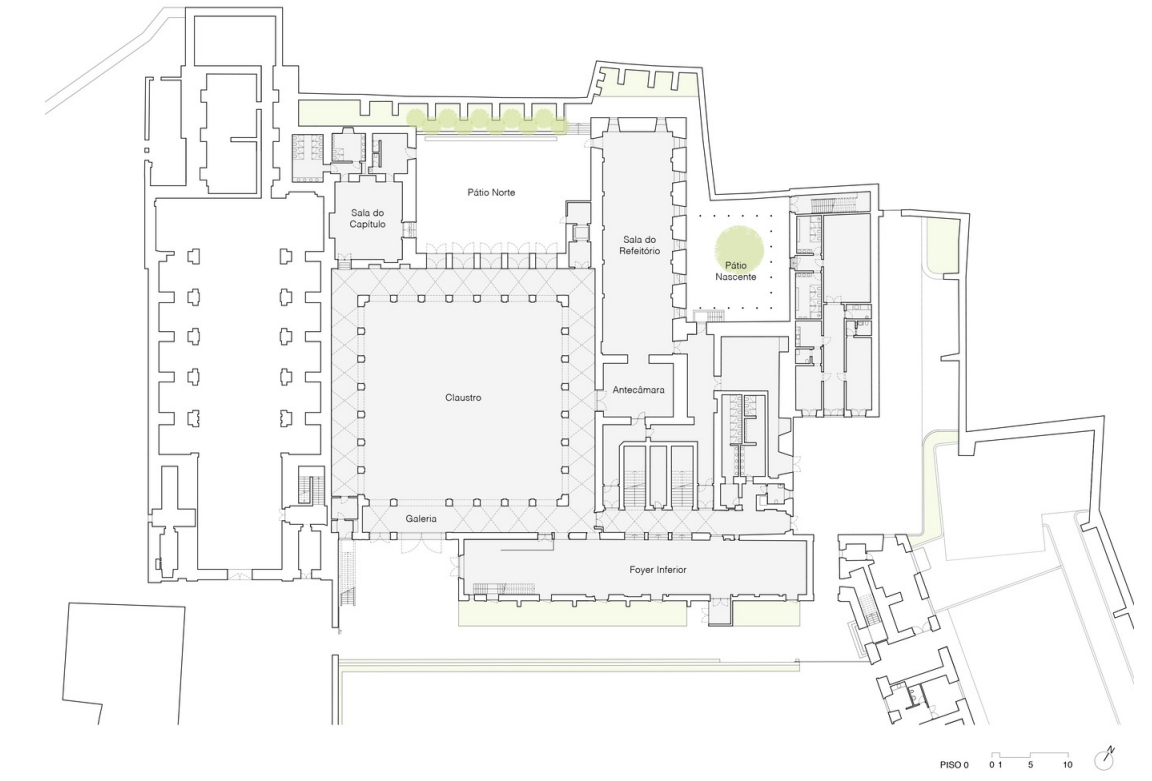 Pátio Norte
Sala do
Capítulo
Sala do
Refeitório
Pátio
Nascente
Claustro
Antecâmara
Galeria
Foyer Inferior
PISO 0 0 1 5 10
N